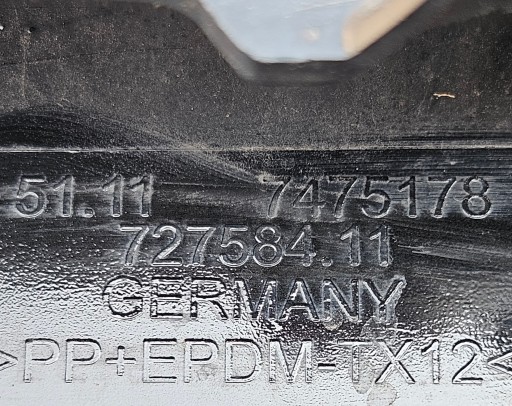 51.11 7475178
727584.11
GERMANY
>PP+EPDM-TX12<